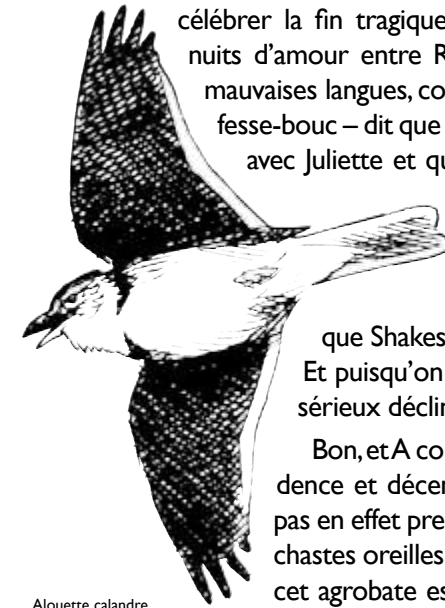 célébrer la fin tragique
nuits d'amour entre R
mauvaises langues, co
fesse-bouc – dit que
avec Juliette et qu
que Shakes
Et puisqu'on
sérieux déclin
Bon, et A co
dence et décen
pas en effet pre
chastes oreilles
cet agrobate es
Alouette calandre